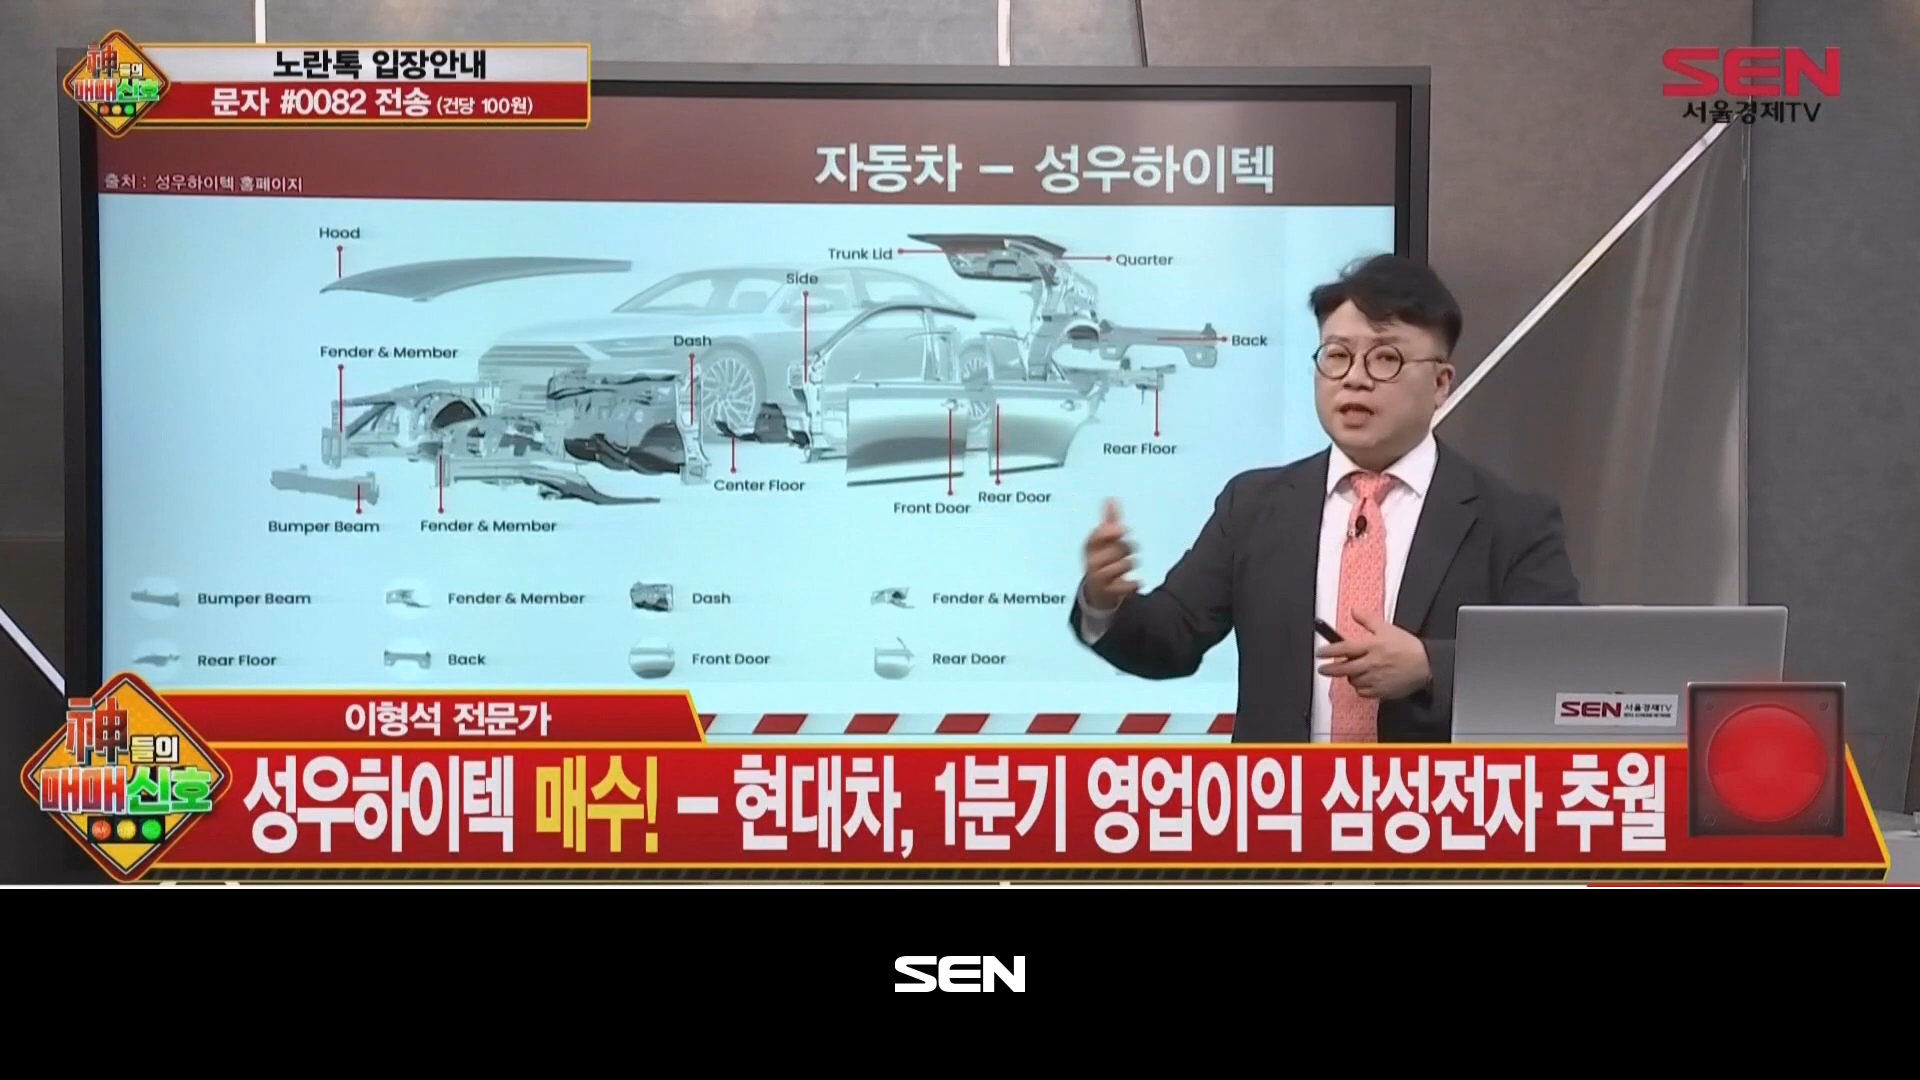 神들의
매매신호
노란톡 입장안내
문자 #0082 전송 (건당 100원)
SEN
서울경제TV
자동차 – 성우하이텍
출처 : 성우하이텍 홈페이지
Hood
Trunk Lid
Quarter
Side
Dash
Back
Fender & Member
Rear Floor
Center Floor
Front Door
Rear Door
Bumper Beam
Fender & Member
Bumper Beam
Fender & Member
Dash
Fender & Member
Rear Floor
Back
Front Door
Rear Door
SEN 서울경제TV
이형석 전문가
神들의
매매신호
성우하이텍 매수! – 현대차, 1분기 영업이익 삼성전자 추월
SEN